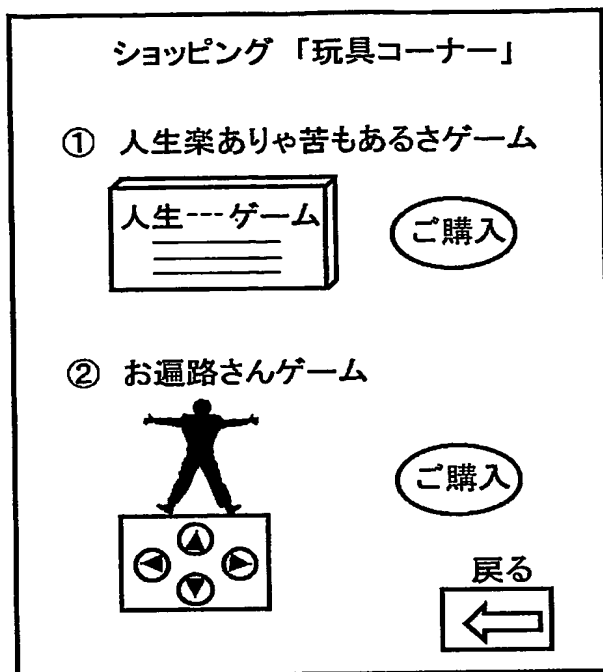 ショッピング「玩具コーナー」
① 人生楽ありゃ苦もあるさゲーム
人生---ゲーム
ご購入
② お遍路さんゲーム
ご購入
戻る